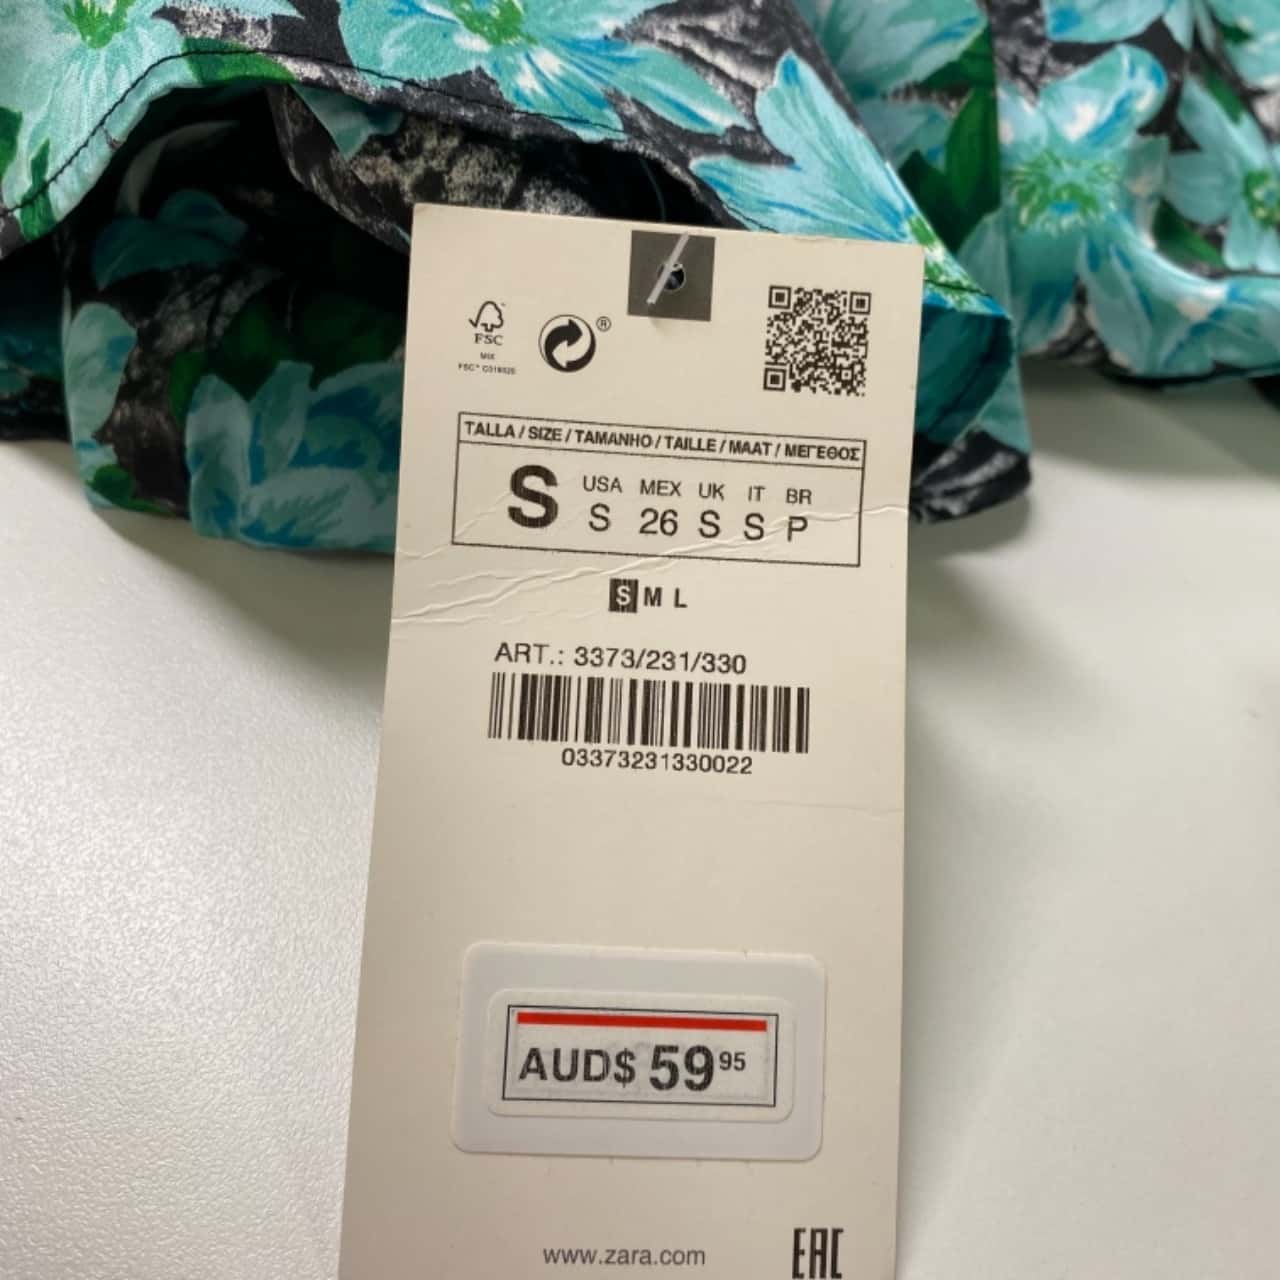 FSC
MIX
®
TALLA / SIZE / TAMANHO / TAILLE / MAAT / ΜΕΓΕΘΟΣ
S
USA MEX UK IT BR
S 26 S S P
S M L
ART.: 3373/231/330
03373231330022
AUD$ 59 95
www.zara.com
EAC